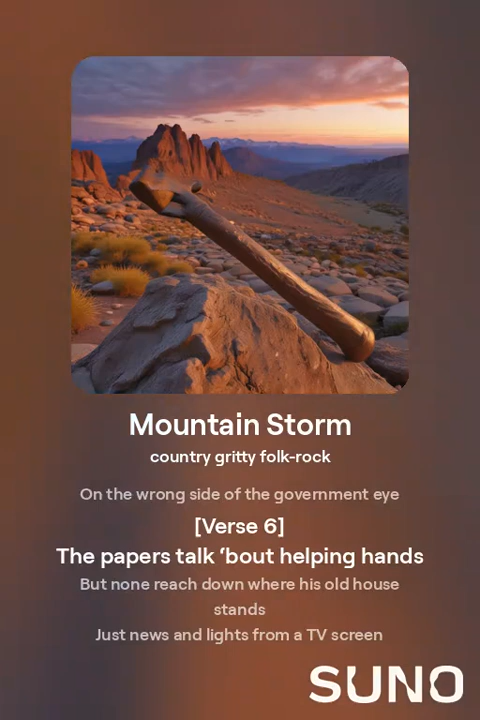 Mountain Storm
country gritty folk-rock
On the wrong side of the government eye
[Verse 6]
The papers talk ‘bout helping hands
But none reach down where his old house
stands
Just news and lights from a TV screen
SUNO